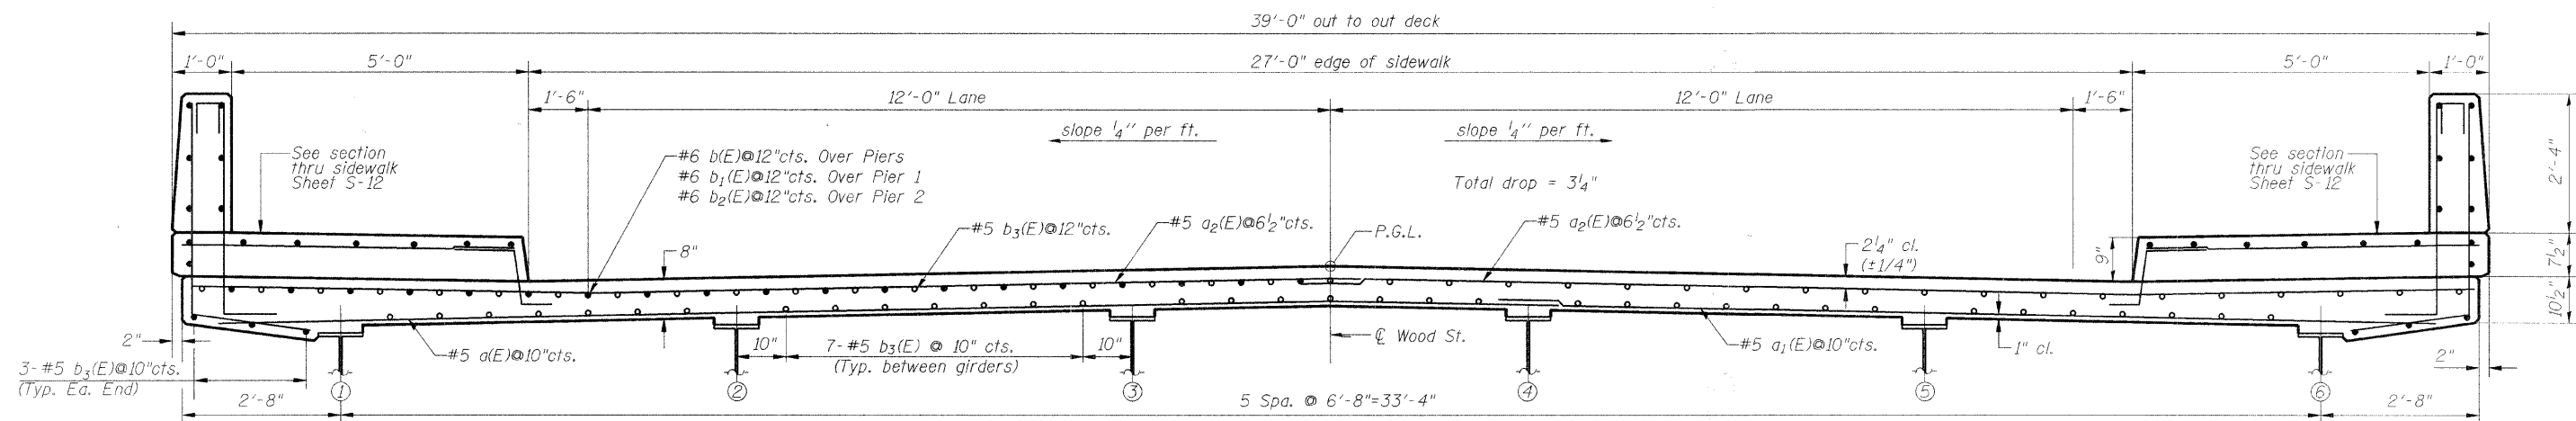 39'-0" out to out deck
1'-0"
5'-0"
27'-0" edge of sidewalk
5'-0"
1'-0"
1'-6"
12'-0" Lane
12'-0" Lane
1'-6"
slope 1/4" per ft.
slope 1/4" per ft.
See section
thru sidewalk
Sheet S-12
#6 b(E)@12"cts. Over Piers
#6 b1(E)@12"cts. Over Pier 1
#6 b2(E)@12"cts. Over Pier 2
Total drop = 3 1/4"
See section
thru sidewalk
Sheet S-12
2'-4"
#5 b3(E)@12"cts.
#5 a2(E)@6 1/2"cts.
P.G.L.
#5 a2(E)@6 1/2"cts.
8"
2 1/4" cl.
(±1/4")
9"
7 1/2"
10 1/2"
2"
#5 a(E)@10"cts.
10"
7-#5 b3(E) @ 10" cts.
(Typ. between girders)
10"
℄ Wood St.
#5 a1(E)@10"cts.
1" cl.
2"
3-#5 b3(E)@10"cts.
(Typ. Ea. End)
1
2
3
4
5
6
2'-8"
5 Spa. @ 6'-8"=33'-4"
2'-8"